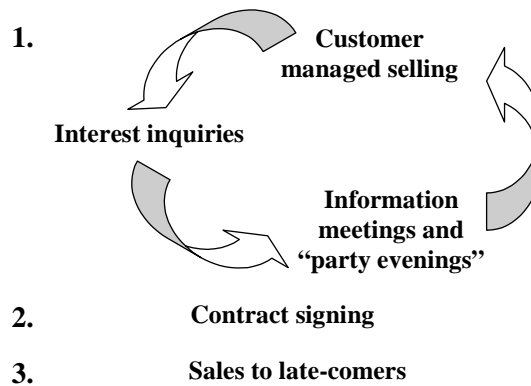 1.
Customer
managed selling
Interest inquiries
Information
meetings and
“party evenings”
2. Contract signing
3. Sales to late-comers